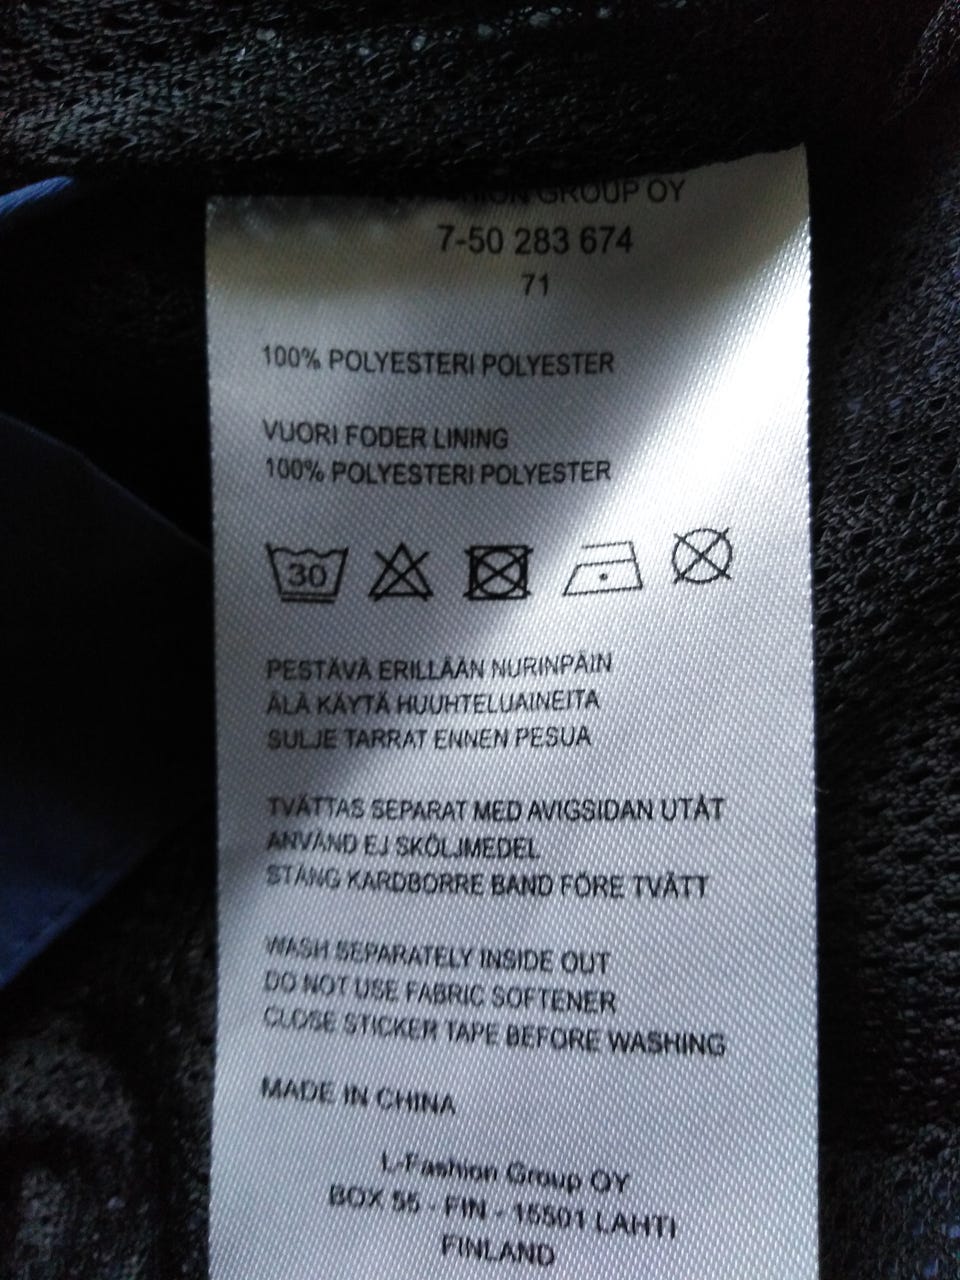 GROUP OY
7-50 283 674
71
100% POLYESTERI POLYESTER
VUORI FODER LINING
100% POLYESTERI POLYESTER
30
PESTÄVÄ ERILLÄÄN NURINPÄIN
ÄLÄ KÄYTÄ HUUHTELUAINEITA
SULJE TARRAT ENNEN PESUA
TVÄTTAS SEPARAT MED AVIGSIDAN UTÅT
ANVÄND EJ SKÖLJMEDEL
STÄNG KARDBORRE BAND FÖRE TVÄTT
WASH SEPARATELY INSIDE OUT
DO NOT USE FABRIC SOFTENER
CLOSE STICKER TAPE BEFORE WASHING
MADE IN CHINA
L-Fashion Group OY
BOX 55 - FIN - 15501 LAHTI
FINLAND